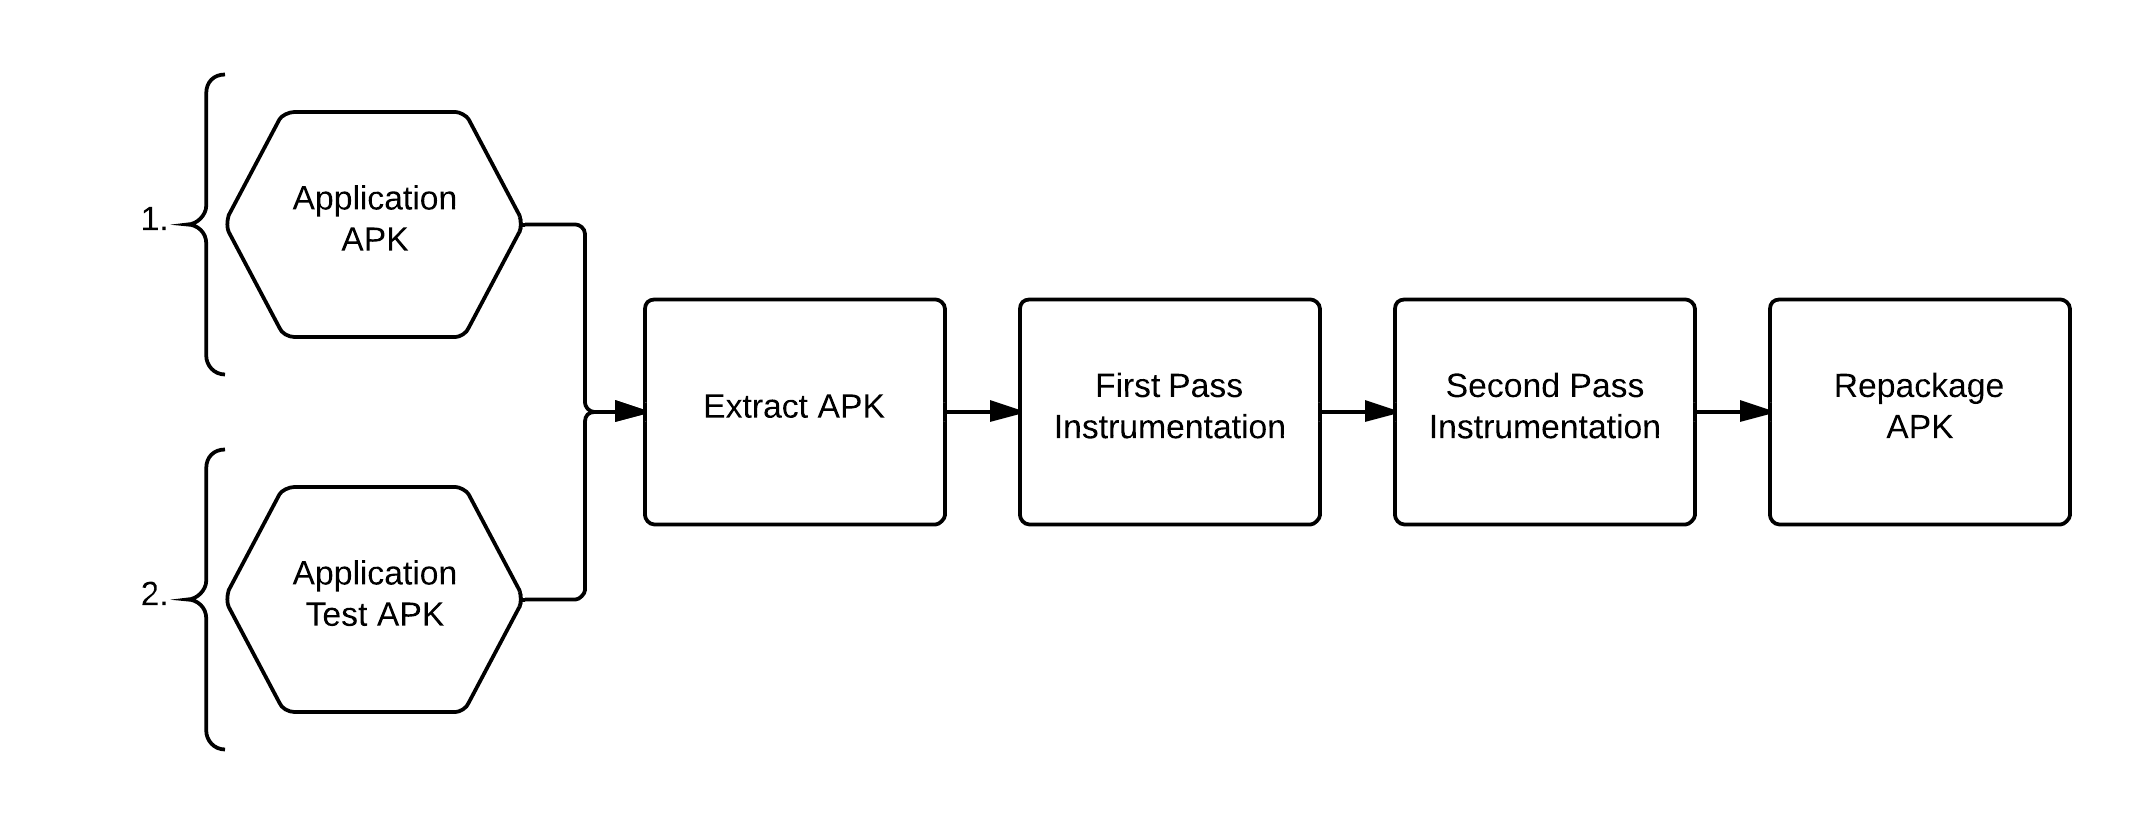 1.
Application
APK
2.
Application
Test APK
Extract APK
First Pass
Instrumentation
Second Pass
Instrumentation
Repackage
APK